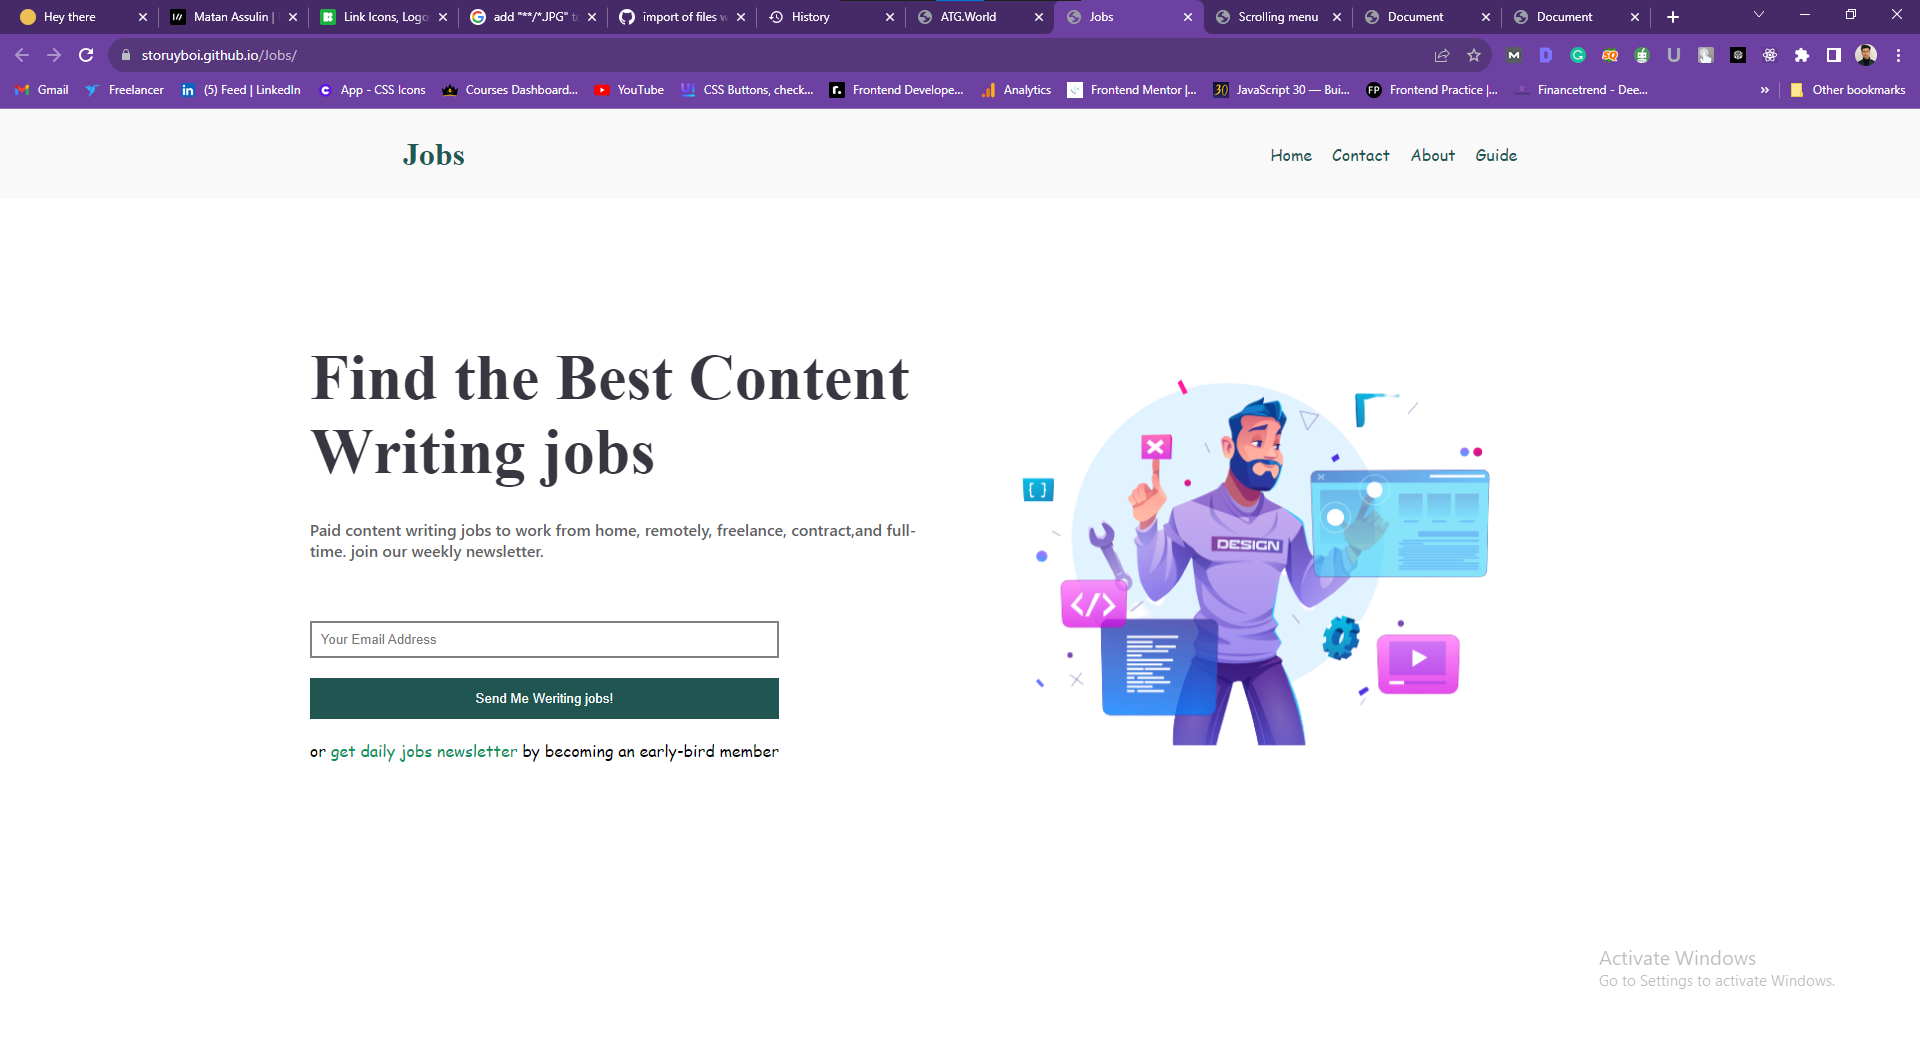 Hey there
Matan Assulin |
Link Icons, Logo
add "**/*.JPG" to
import of files w
History
ATG.World
Jobs
Scrolling menu
Document
Document
storuyboi.github.io/Jobs/
Gmail
Freelancer
(5) Feed | LinkedIn
App - CSS Icons
Courses Dashboard...
YouTube
CSS Buttons, check...
Frontend Develope...
Analytics
Frontend Mentor |...
JavaScript 30 — Bui...
Frontend Practice |...
Financetrend - Dee...
Other bookmarks
Jobs
Home Contact About Guide
Find the Best Content
Writing jobs
Paid content writing jobs to work from home, remotely, freelance, contract,and full-
time. join our weekly newsletter.
Your Email Address
Send Me Weriting jobs!
or get daily jobs newsletter by becoming an early-bird member
DESIGN
Activate Windows
Go to Settings to activate Windows.